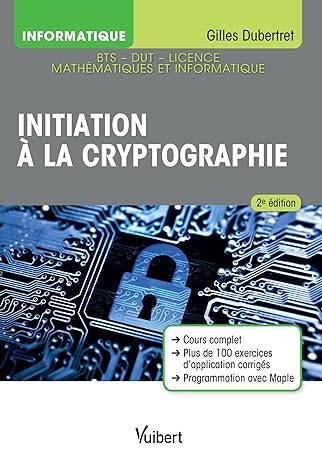 INFORMATIQUE
Gilles Dubertret
BTS – DUT – LICENCE
MATHÉMATIQUES ET INFORMATIQUE
INITIATION
À LA CRYPTOGRAPHIE
2e édition
→ Cours complet
→ Plus de 100 exercices
d'application corrigés
→ Programmation avec Maple
Vuibert